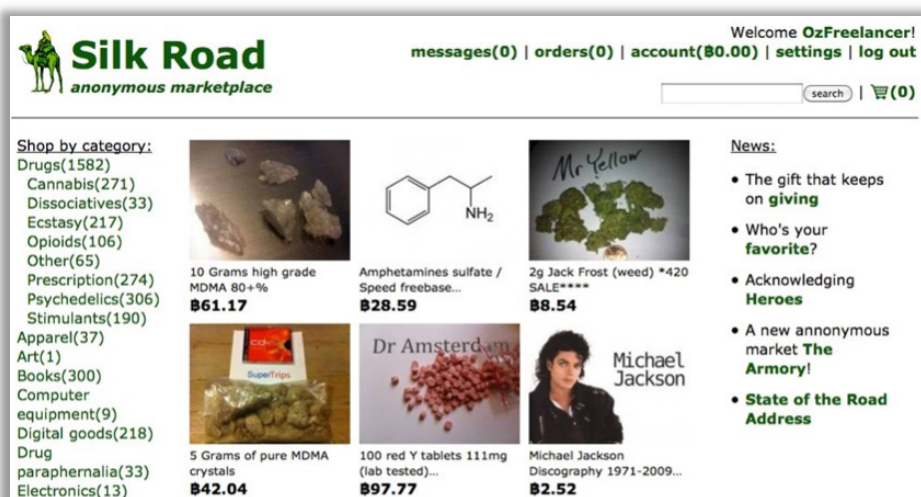 Silk Road
anonymous marketplace
Welcome OzFreelancer!
messages(0) | orders(0) | account(฿0.00) | settings | log out
search | (0)
Shop by category:
Drugs(1582)
Cannabis(271)
Dissociatives(33)
Ecstasy(217)
Opioids(106)
Other(65)
Prescription(274)
Psychedelics(306)
Stimulants(190)
Apparel(37)
Art(1)
Books(300)
Computer
equipment(9)
Digital goods(218)
Drug
paraphernalia(33)
Electronics(13)
10 Grams high grade
MDMA 80+%
฿61.17
NH₂
Amphetamines sulfate /
Speed freebase...
฿28.59
Mr Yellow
2g Jack Frost (weed) *420
SALE****
฿8.54
SuperTrips
5 Grams of pure MDMA
crystals
฿42.04
Dr Amsterdam
100 red Y tablets 111mg
(lab tested)...
฿97.77
Michael
Jackson
Michael Jackson
Discography 1971-2009...
฿2.52
News:
• The gift that keeps
on giving
• Who's your
favorite?
• Acknowledging
Heroes
• A new annonymous
market The
Armory!
• State of the Road
Address